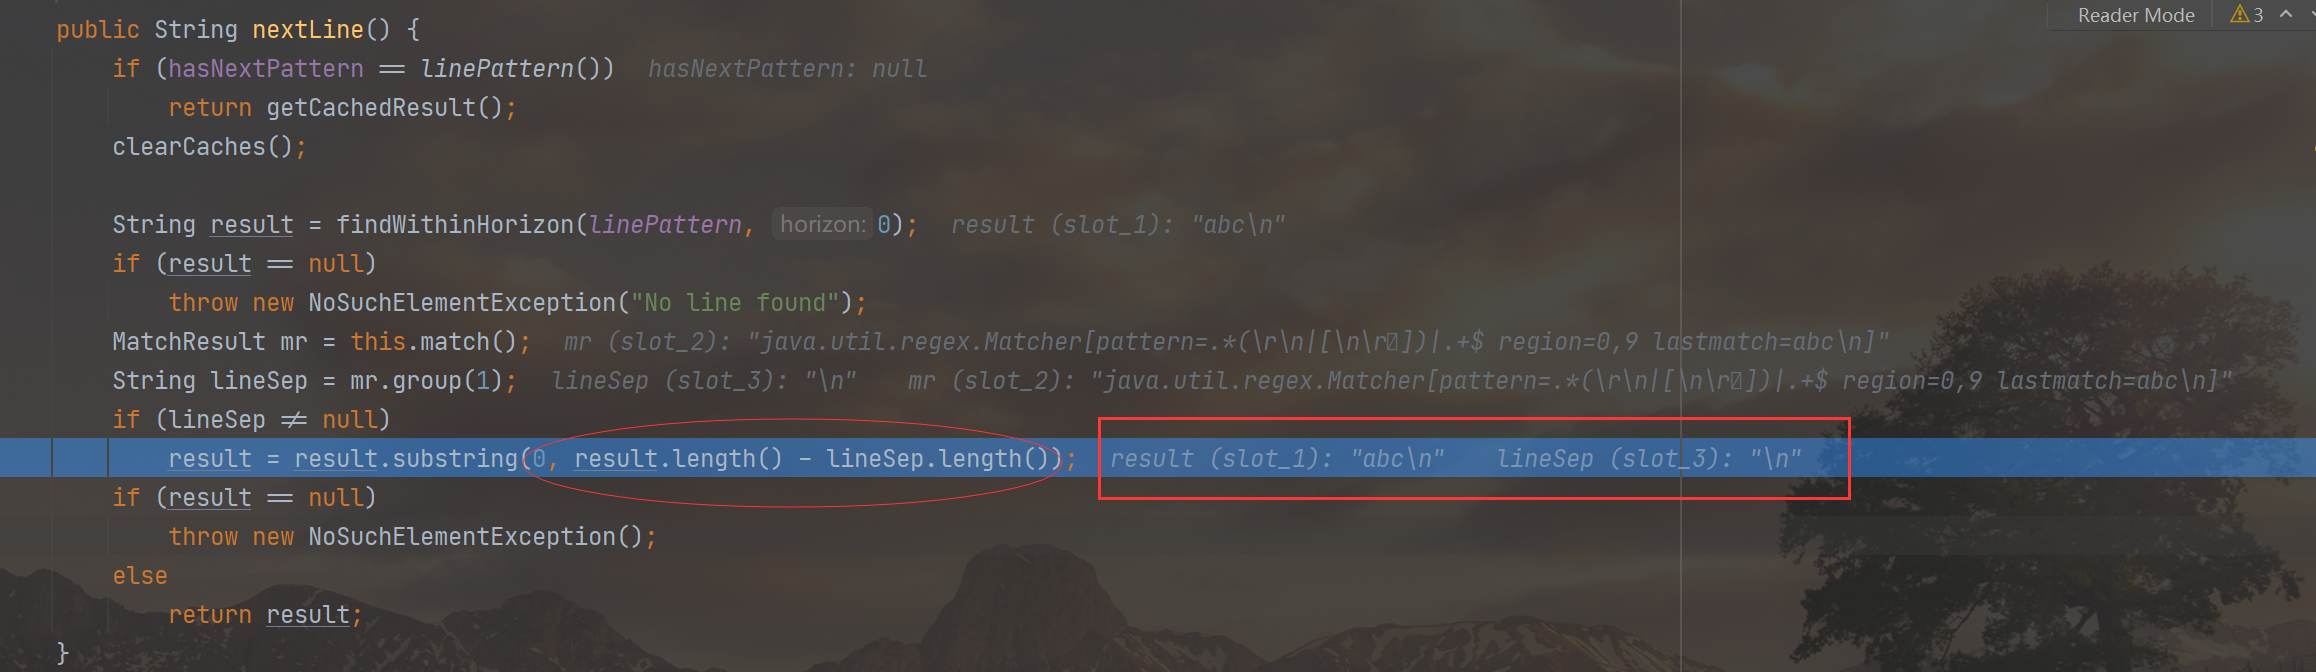 Reader Mode 3
public String nextLine() {
if (hasNextPattern == linePattern()) hasNextPattern: null
return getCachedResult();
clearCaches();
String result = findWithinHorizon(linePattern, horizon: 0); result (slot_1): "abc\n"
if (result == null)
throw new NoSuchElementException("No line found");
MatchResult mr = this.match(); mr (slot_2): "java.util.regex.Matcher[pattern=.*(\r\n|[\n\r])|.+$ region=0,9 lastmatch=abc\n]"
String lineSep = mr.group(1); lineSep (slot_3): "\n" mr (slot_2): "java.util.regex.Matcher[pattern=.*(\r\n|[\n\r])|.+$ region=0,9 lastmatch=abc\n]"
if (lineSep != null)
result = result.substring(0, result.length() - lineSep.length()); result (slot_1): "abc\n" lineSep (slot_3): "\n"
if (result == null)
throw new NoSuchElementException();
else
return result;
}